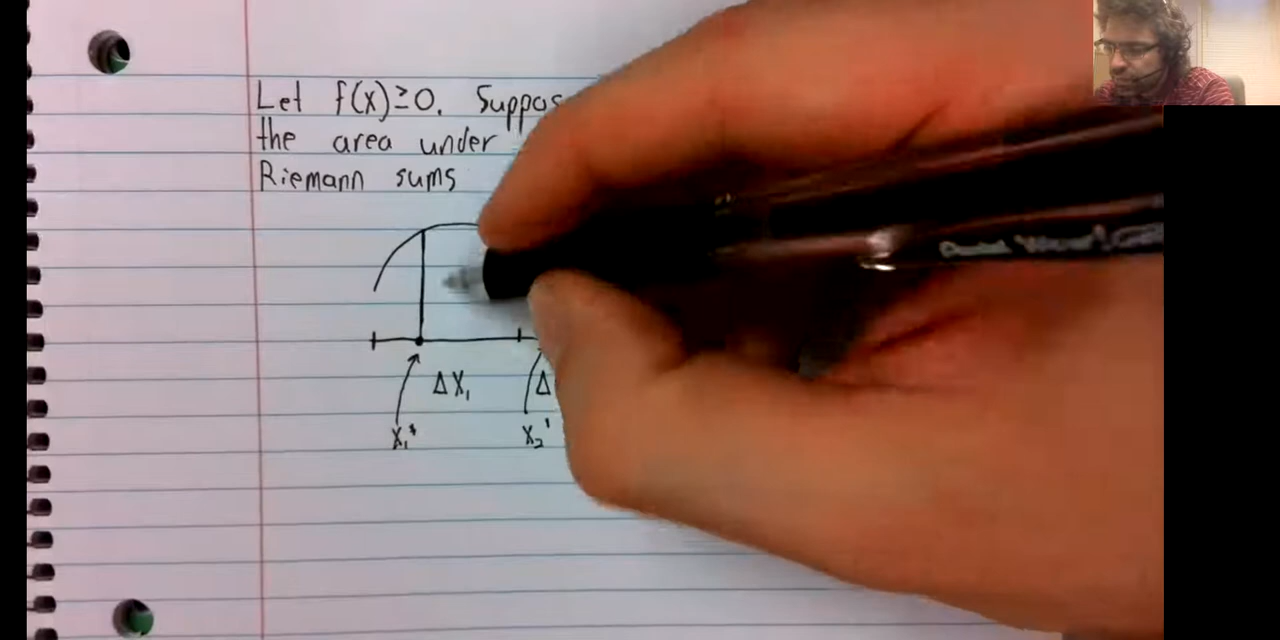 Let f(x)≥0. Suppos
the area under
Riemann sums
Δx₁ Δ
x₁* x₂'